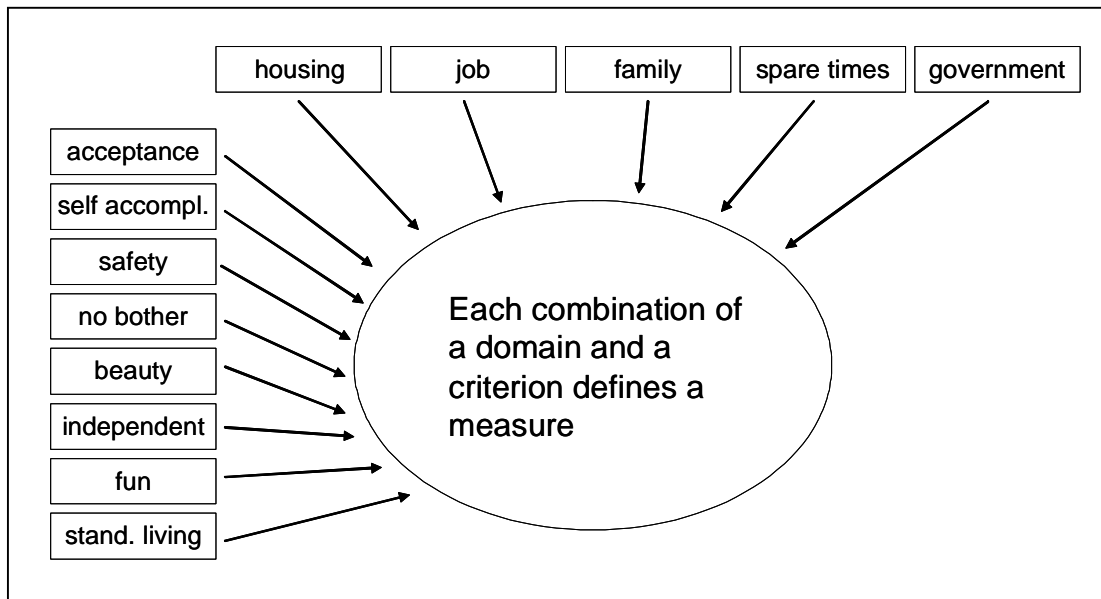 housing
job
family
spare times
government
acceptance
self accompl.
safety
no bother
beauty
independent
fun
stand. living
Each combination of
a domain and a
criterion defines a
measure